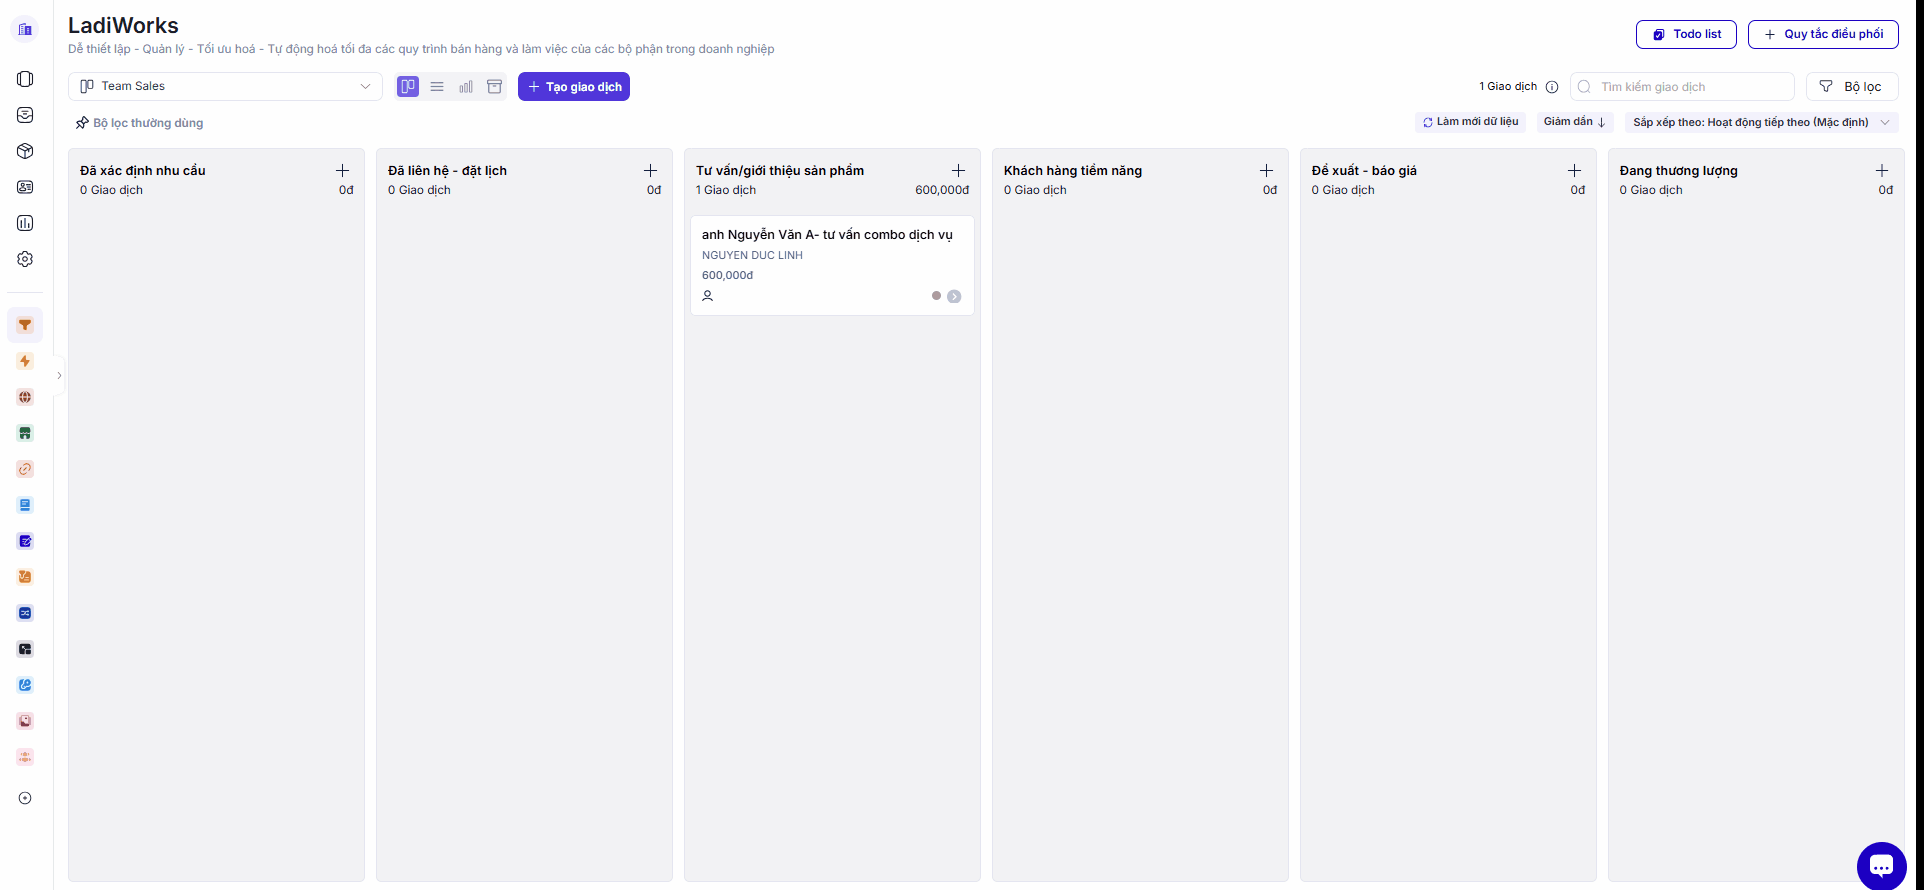 LadiWorks
Dễ thiết lập - Quản lý - Tối ưu hoá - Tự động hoá tối đa các quy trình bán hàng và làm việc của các bộ phận trong doanh nghiệp
Todo list
Quy tắc điều phối
Team Sales
Tạo giao dịch
1 Giao dịch
Tìm kiếm giao dịch
Bộ lọc
Bộ lọc thường dùng
Làm mới dữ liệu
Giảm dần
Sắp xếp theo: Hoạt động tiếp theo (Mặc định)
Đã xác định nhu cầu
0 Giao dịch 0đ
Đã liên hệ - đặt lịch
0 Giao dịch 0đ
Tư vấn/giới thiệu sản phẩm
1 Giao dịch 600,000đ
anh Nguyễn Văn A- tư vấn combo dịch vụ
NGUYEN DUC LINH
600,000đ
Khách hàng tiềm năng
0 Giao dịch 0đ
Đề xuất - báo giá
0 Giao dịch 0đ
Đang thương lượng
0 Giao dịch 0đ